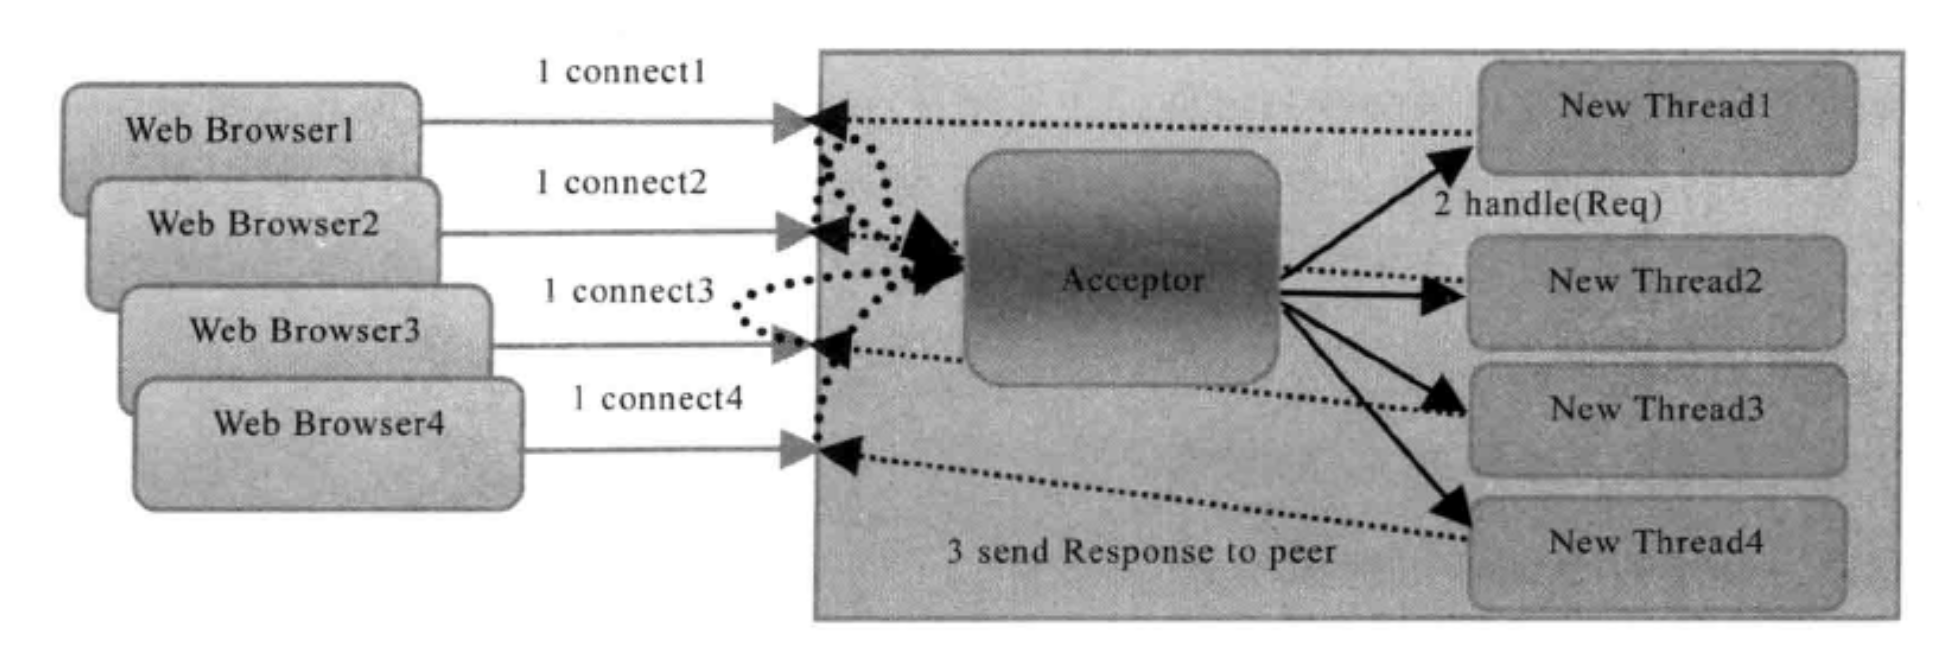 1 connect1
Web Browser1
1 connect2
Web Browser2
1 connect3
Web Browser3
1 connect4
Web Browser4
Acceptor
New Thread1
2 handle(Req)
New Thread2
New Thread3
New Thread4
3 send Response to peer